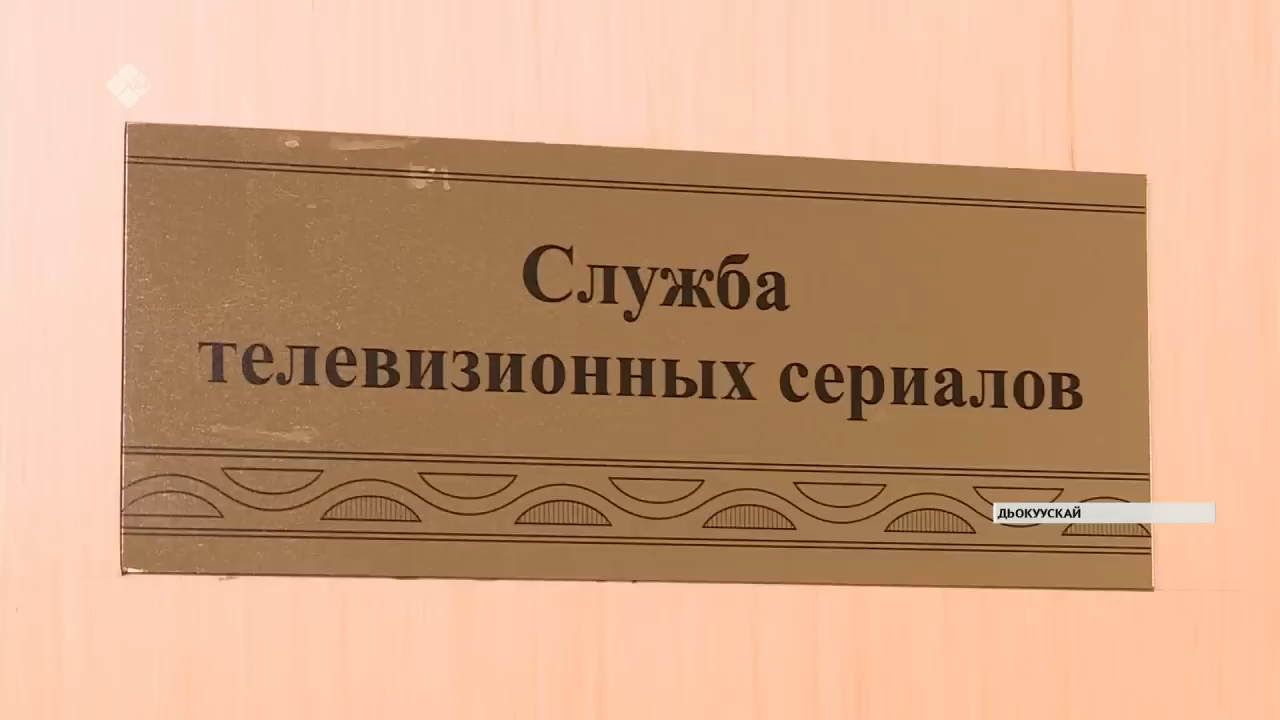 Служба
телевизионных сериалов
ДЬОКУУСКАЙ